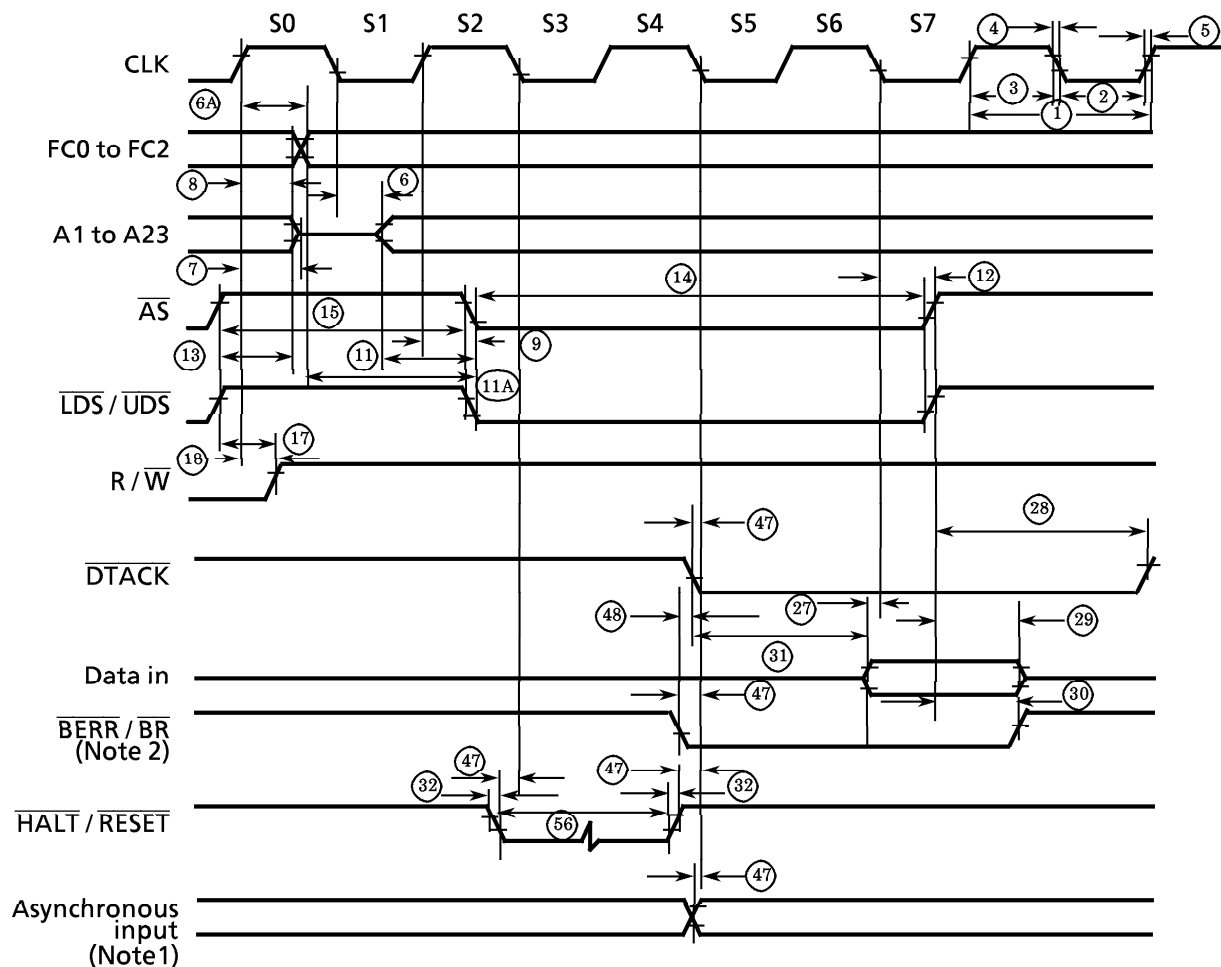 S0 S1 S2 S3 S4 S5 S6 S7
4 5
CLK
6A 3 2
1
FC0 to FC2
8 6
A1 to A23
7 14 12
AS
15
13 11 9
11A
LDS / UDS
17
18
R / W
47 28
DTACK
48 27 29
31
Data in
47 30
BERR / BR
(Note 2)
47 47
32 32
HALT / RESET
56
47
Asynchronous
input
(Note1)